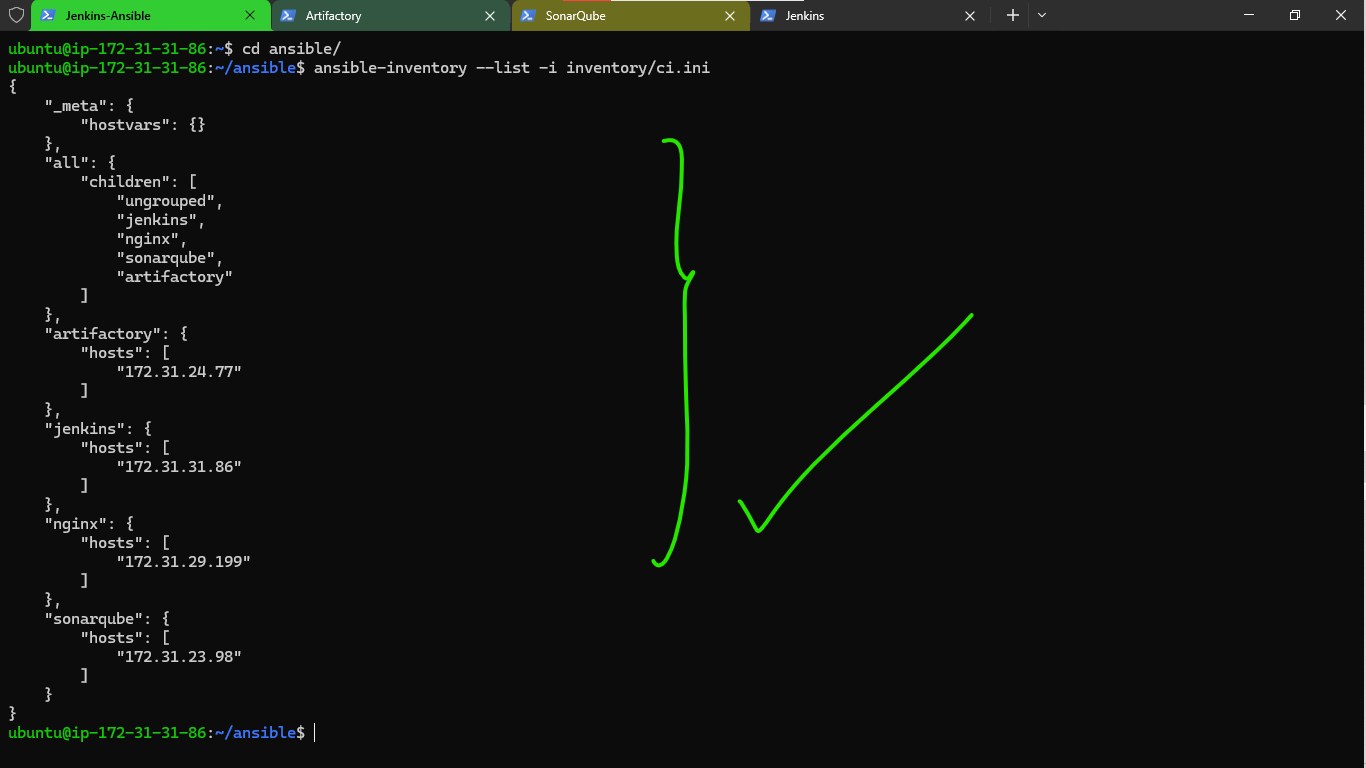 Jenkins-Ansible
Artifactory
SonarQube
Jenkins
ubuntu@ip-172-31-31-86:~$ cd ansible/
ubuntu@ip-172-31-31-86:~/ansible$ ansible-inventory --list -i inventory/ci.ini
{
    "_meta": {
        "hostvars": {}
    },
    "all": {
        "children": [
            "ungrouped",
            "jenkins",
            "nginx",
            "sonarqube",
            "artifactory"
        ]
    },
    "artifactory": {
        "hosts": [
            "172.31.24.77"
        ]
    },
    "jenkins": {
        "hosts": [
            "172.31.31.86"
        ]
    },
    "nginx": {
        "hosts": [
            "172.31.29.199"
        ]
    },
    "sonarqube": {
        "hosts": [
            "172.31.23.98"
        ]
    }
}
ubuntu@ip-172-31-31-86:~/ansible$